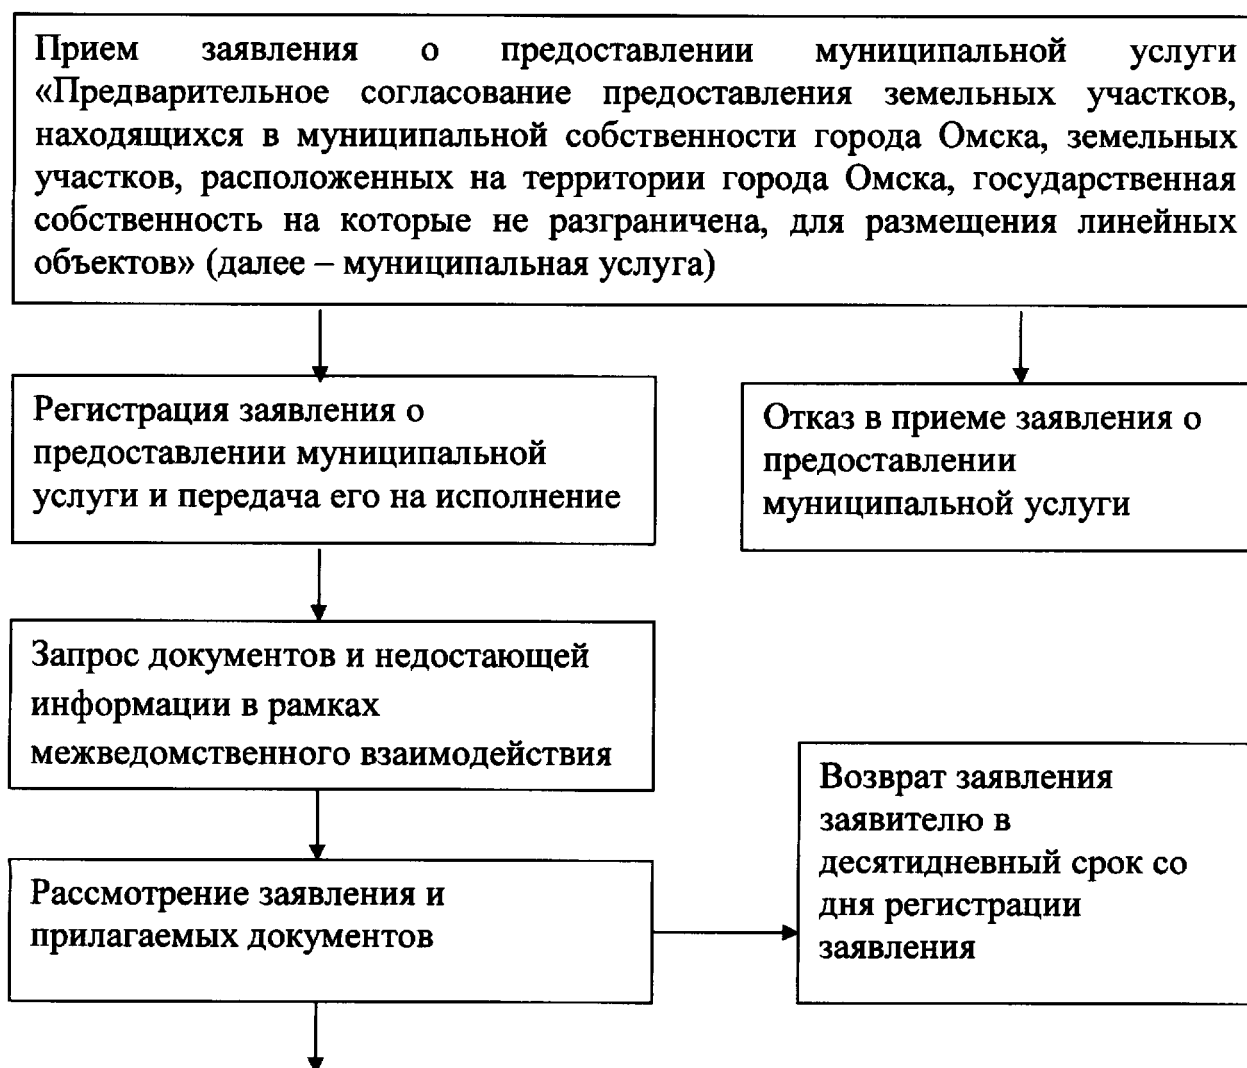 Прием заявления о предоставлении муниципальной услуги
«Предварительное согласование предоставления земельных участков,
находящихся в муниципальной собственности города Омска, земельных
участков, расположенных на территории города Омска, государственная
собственность на которые не разграничена, для размещения линейных
объектов» (далее – муниципальная услуга)
Регистрация заявления о
предоставлении муниципальной
услуги и передача его на исполнение
Отказ в приеме заявления о
предоставлении
муниципальной услуги
Запрос документов и недостающей
информации в рамках
межведомственного взаимодействия
Рассмотрение заявления и
прилагаемых документов
Возврат заявления
заявителю в
десятидневный срок со
дня регистрации
заявления